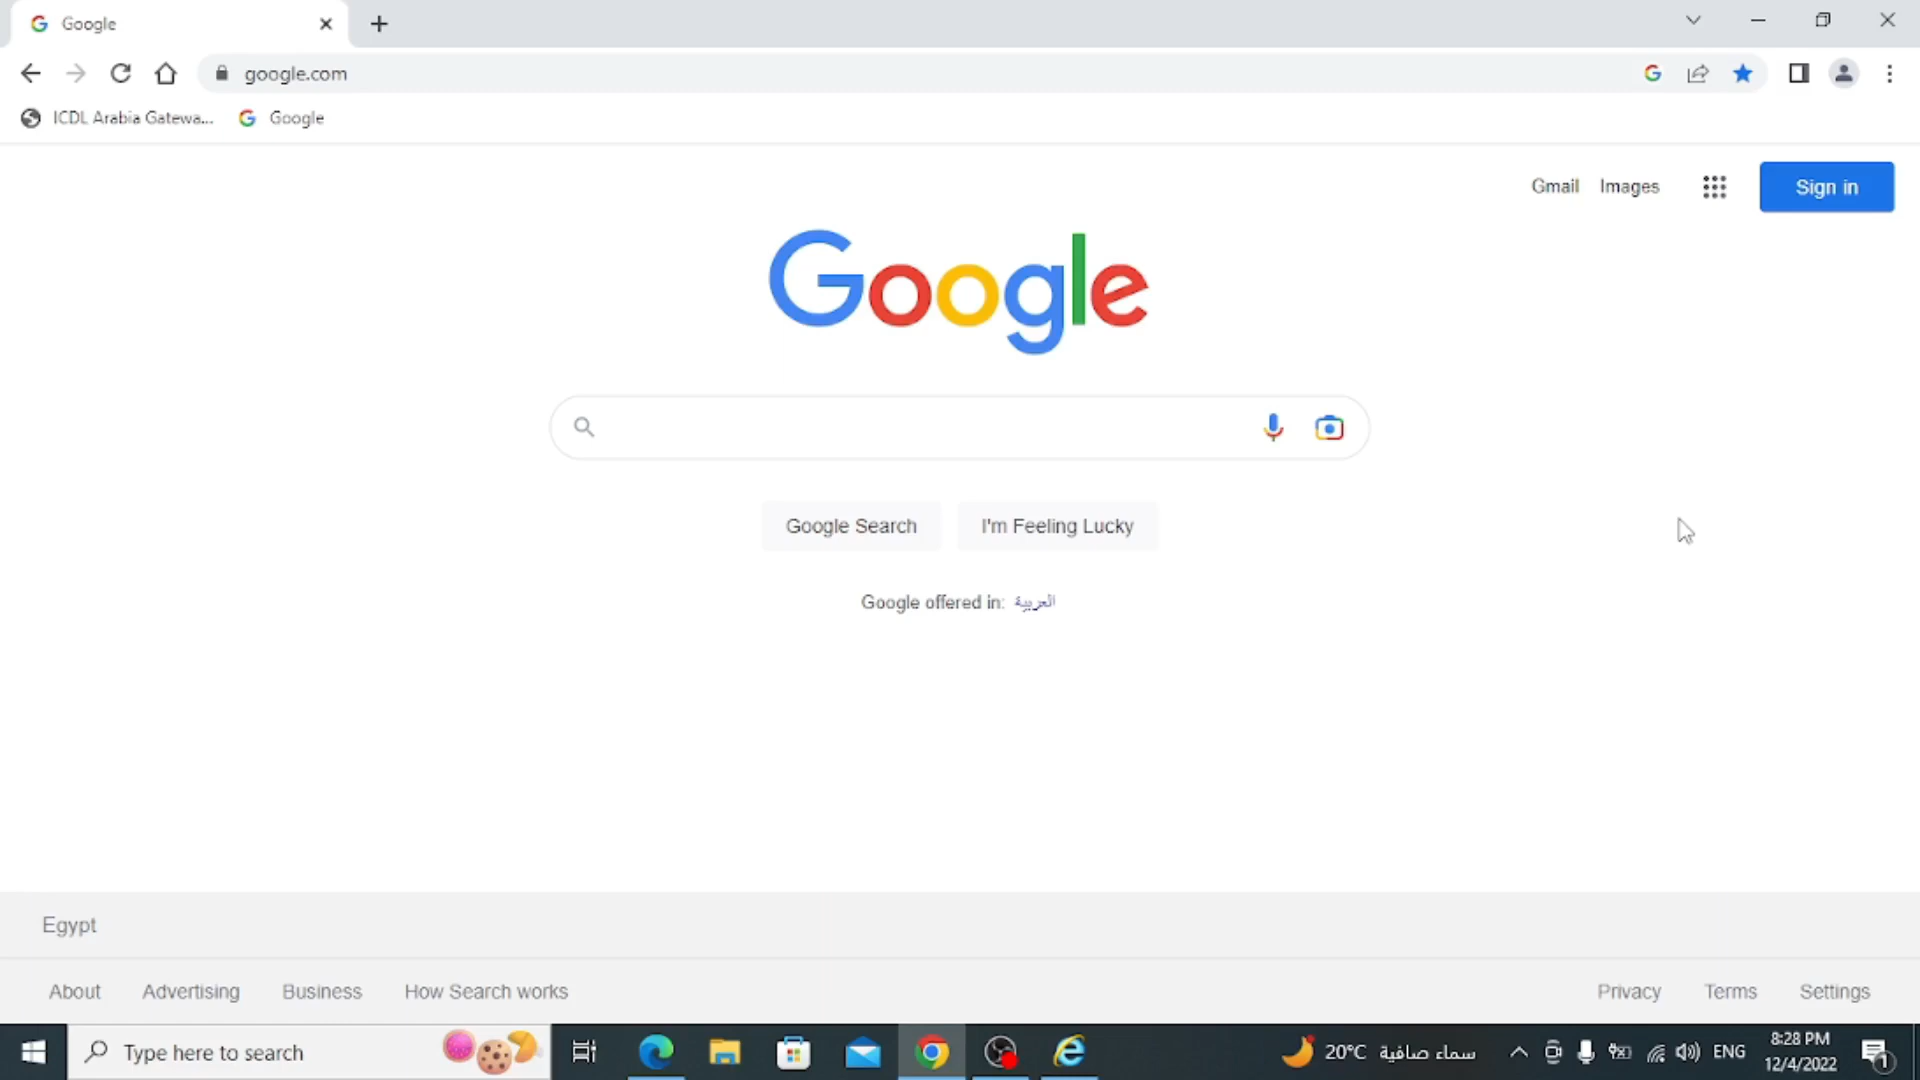 Google
google.com
ICDL Arabia Gatewa... Google
Gmail Images Sign in
Google
Google Search I'm Feeling Lucky
Google offered in: العربية
Egypt
About Advertising Business How Search works Privacy Terms Settings
Type here to search 20°C سماء صافية ENG 8:28 PM
12/4/2022 1